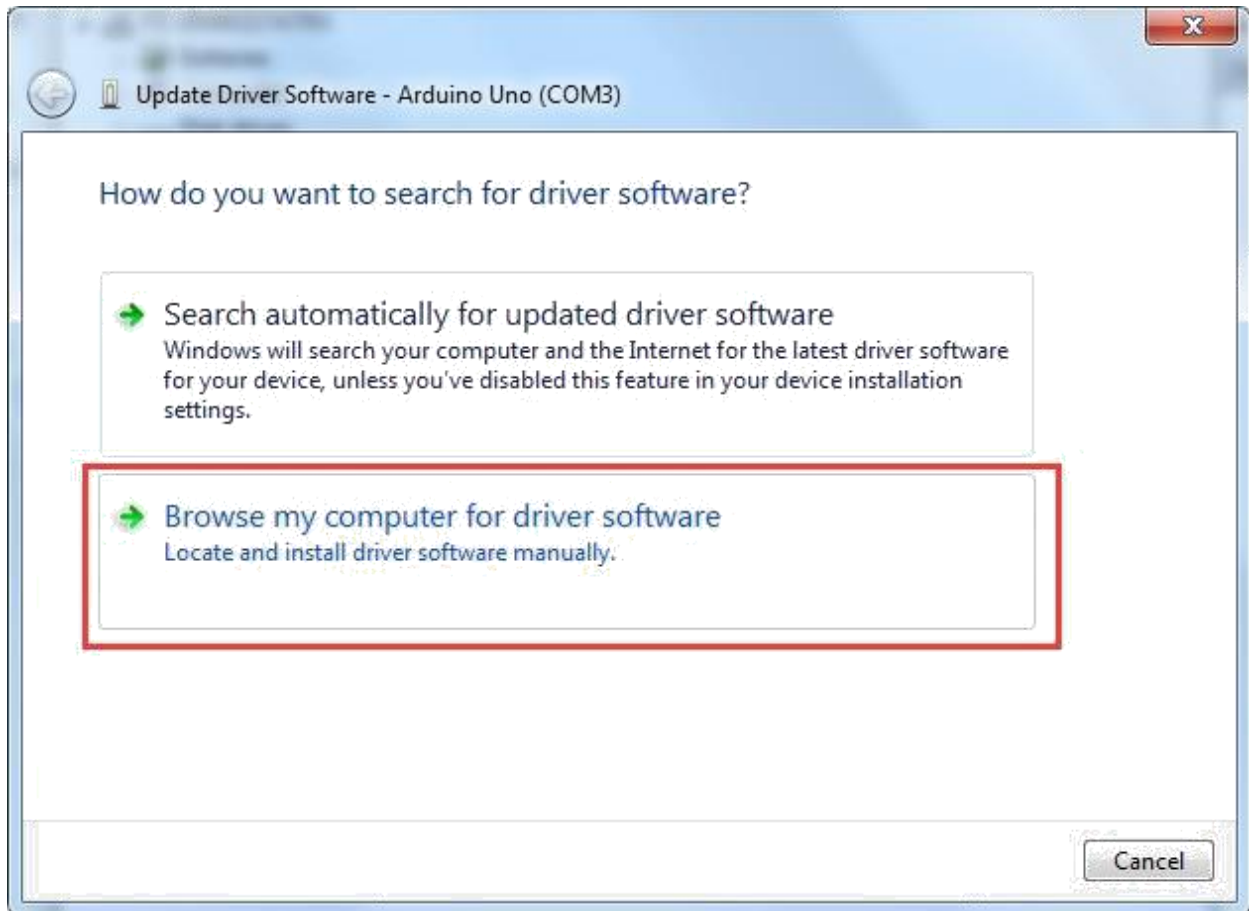 Update Driver Software - Arduino Uno (COM3)
How do you want to search for driver software?
Search automatically for updated driver software
Windows will search your computer and the Internet for the latest driver software
for your device, unless you've disabled this feature in your device installation
settings.
Browse my computer for driver software
Locate and install driver software manually.
Cancel